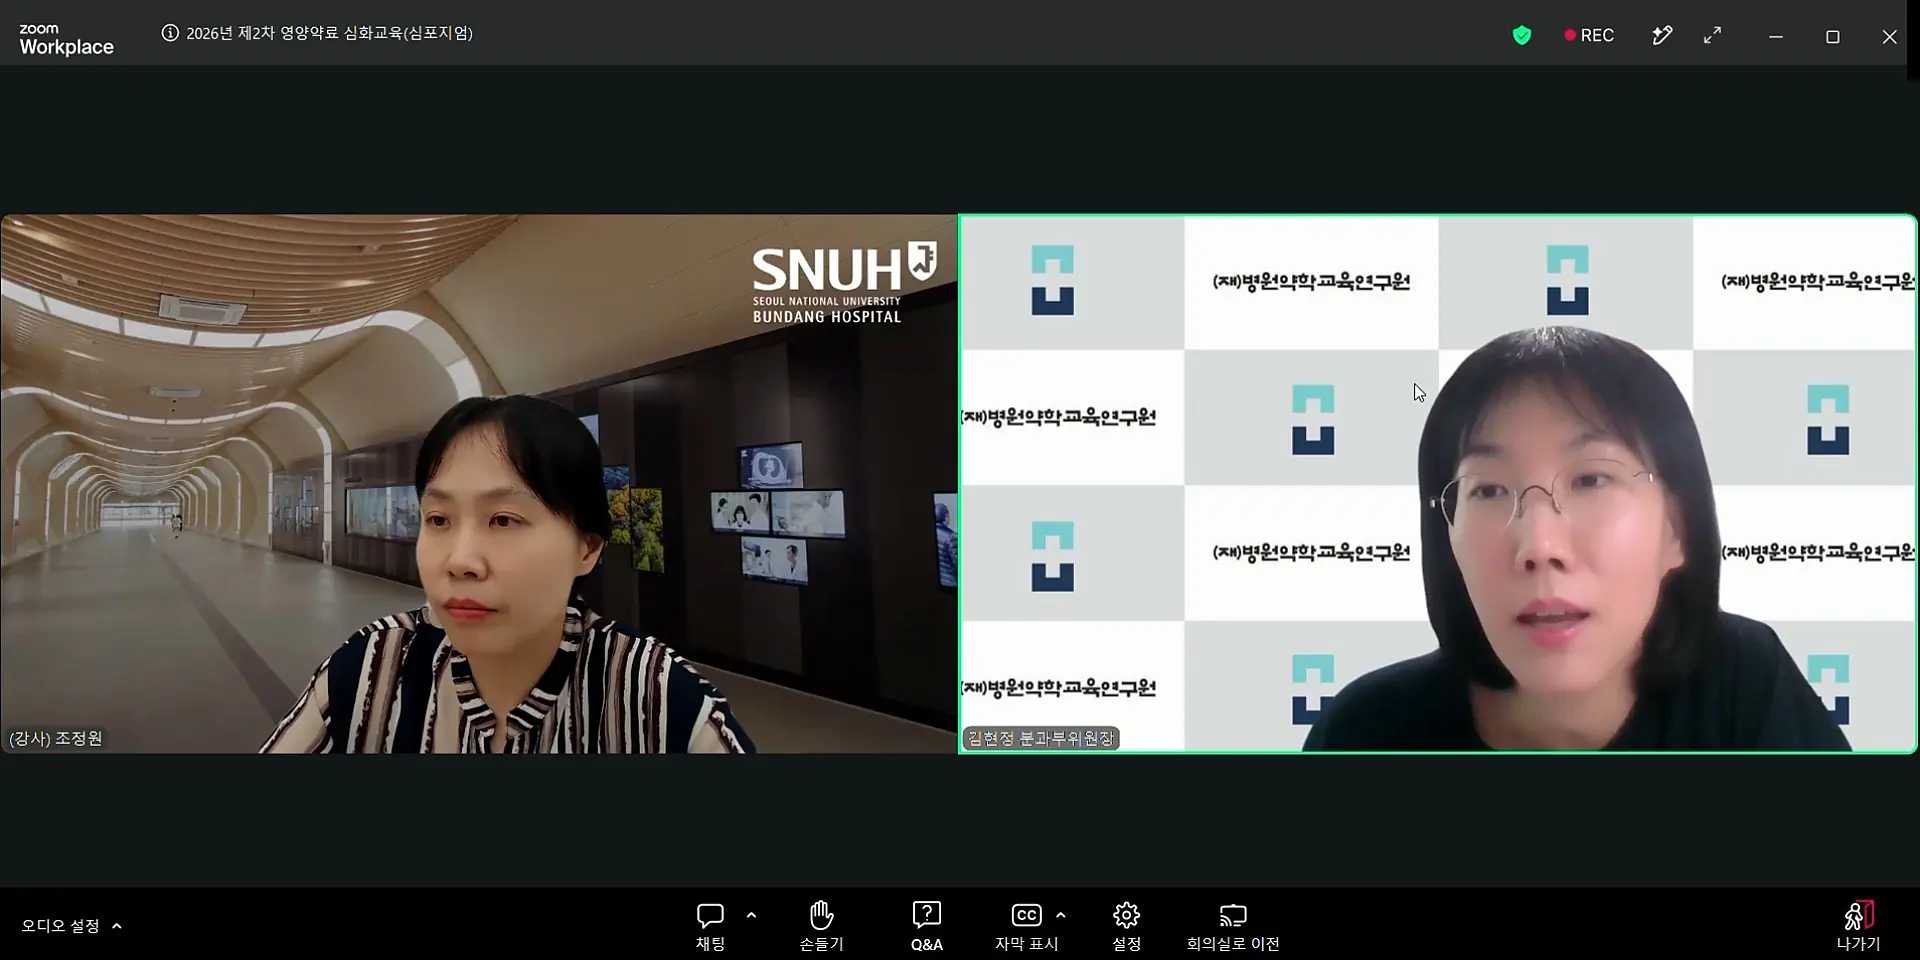 zoom
Workplace
2026년 제2차 영양약료 심화교육(심포지엄)
REC
SNUH
SEOUL NATIONAL UNIVERSITY
BUNDANG HOSPITAL
(강사) 조정원
(재)병원약학교육연구원
(재)병원약학교육연구원
(재)병원약학교육연구원
(재)병원약학교육연구원
(재)병원약학교육연구원
(재)병원약학교육연구원
김현정 분과부위원장
오디오 설정
채팅
손들기
Q&A
CC
자막 표시
설정
회의실로 이전
나가기